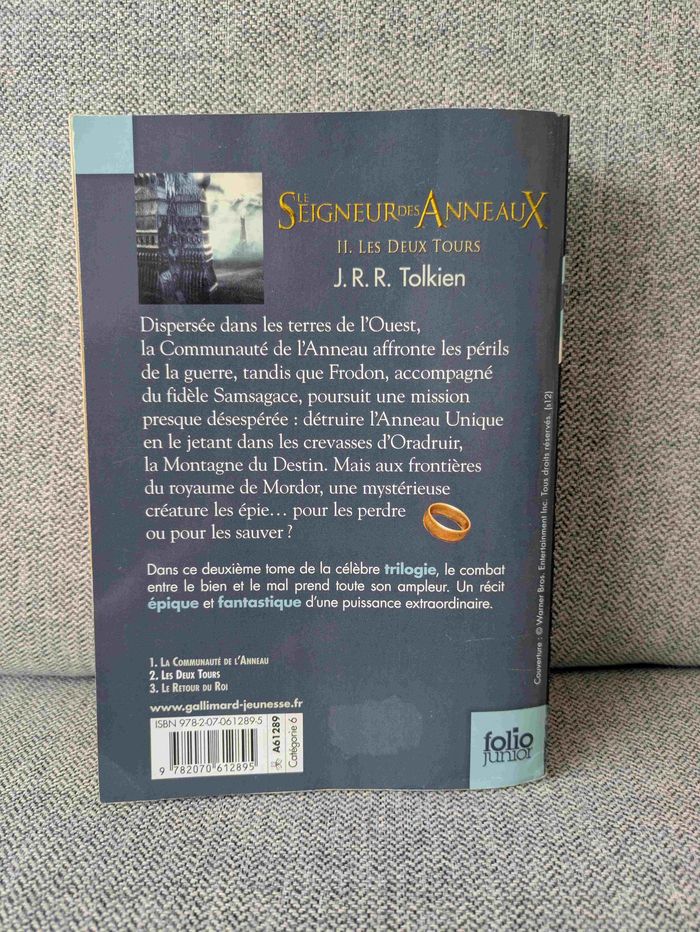 LE
SEIGNEUR DES ANNEAUX
II. LES DEUX TOURS
J. R. R. Tolkien
Dispersée dans les terres de l'Ouest,
la Communauté de l'Anneau affronte les périls
de la guerre, tandis que Frodon, accompagné
du fidèle Samsagace, poursuit une mission
presque désespérée : détruire l'Anneau Unique
en le jetant dans les crevasses d'Oradruir,
la Montagne du Destin. Mais aux frontières
du royaume de Mordor, une mystérieuse
créature les épie… pour les perdre
ou pour les sauver ?
Dans ce deuxième tome de la célèbre trilogie, le combat
entre le bien et le mal prend toute son ampleur. Un récit
épique et fantastique d'une puissance extraordinaire.
1. LA COMMUNAUTÉ DE L'ANNEAU
2. LES DEUX TOURS
3. LE RETOUR DU ROI
www.gallimard-jeunesse.fr
ISBN 978-2-07-061289-5
9 782070 612895
A61289
Catégorie 6
folio
junior
Couverture : © Warner Bros. Entertainment Inc. Tous droits réservés. (s12)